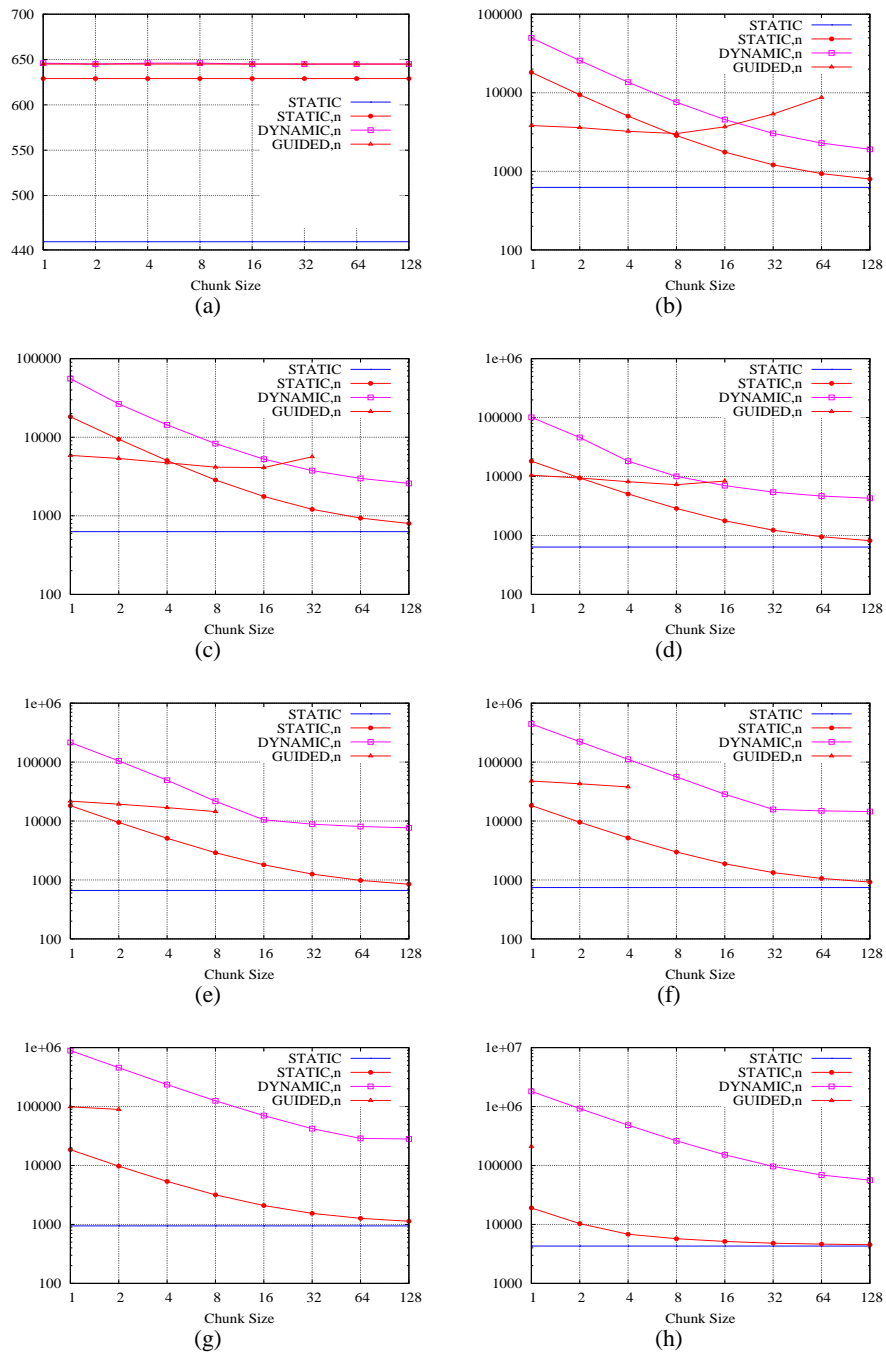 700
650
600
550
500
440
STATIC
STATIC,n
DYNAMIC,n
GUIDED,n
1 2 4 8 16 32 64 128
Chunk Size
(a)
100000
10000
1000
100
STATIC
STATIC,n
DYNAMIC,n
GUIDED,n
1 2 4 8 16 32 64 128
Chunk Size
(b)
100000
10000
1000
100
STATIC
STATIC,n
DYNAMIC,n
GUIDED,n
1 2 4 8 16 32 64 128
Chunk Size
(c)
1e+06
100000
10000
1000
100
STATIC
STATIC,n
DYNAMIC,n
GUIDED,n
1 2 4 8 16 32 64 128
Chunk Size
(d)
1e+06
100000
10000
1000
100
STATIC
STATIC,n
DYNAMIC,n
GUIDED,n
1 2 4 8 16 32 64 128
Chunk Size
(e)
1e+06
100000
10000
1000
100
STATIC
STATIC,n
DYNAMIC,n
GUIDED,n
1 2 4 8 16 32 64 128
Chunk Size
(f)
1e+06
100000
10000
1000
100
STATIC
STATIC,n
DYNAMIC,n
GUIDED,n
1 2 4 8 16 32 64 128
Chunk Size
(g)
1e+07
1e+06
100000
10000
1000
STATIC
STATIC,n
DYNAMIC,n
GUIDED,n
1 2 4 8 16 32 64 128
Chunk Size
(h)